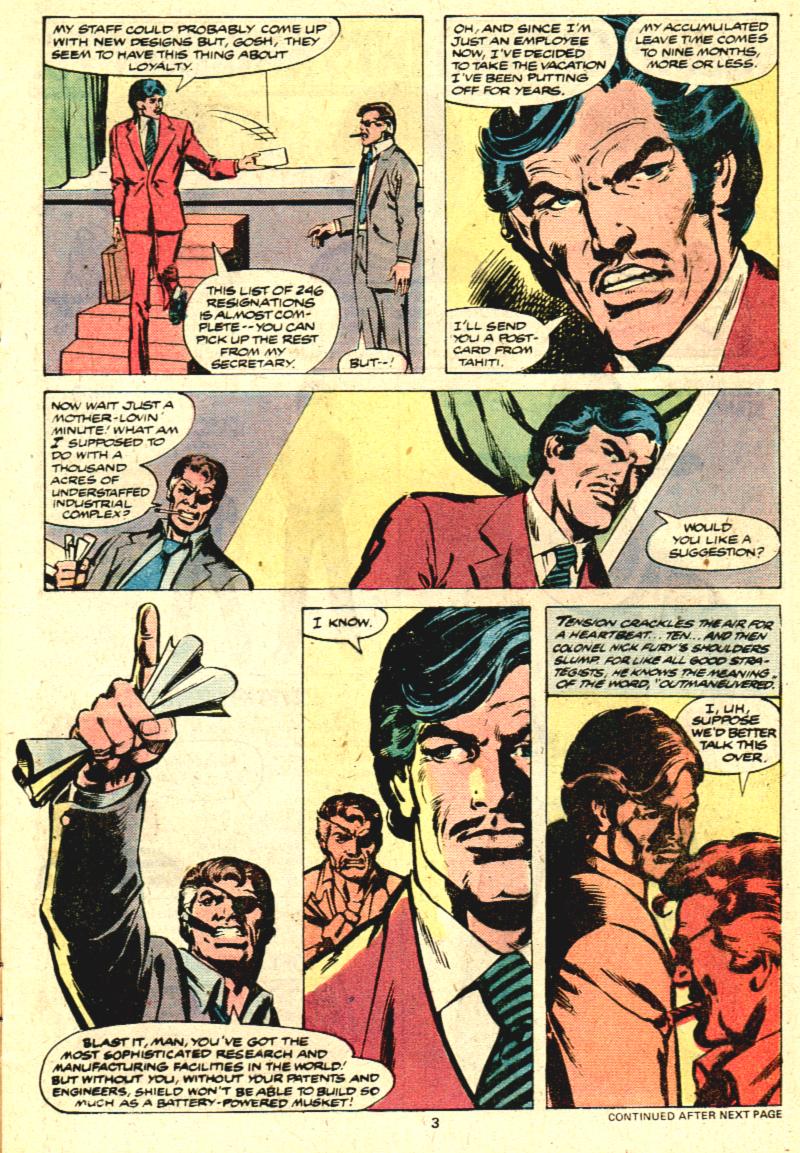 MY STAFF COULD PROBABLY COME UP
WITH NEW DESIGNS BUT, GOSH, THEY
SEEM TO HAVE THIS THING ABOUT
LOYALTY.
THIS LIST OF 246
RESIGNATIONS
IS ALMOST COM-
PLETE--YOU CAN
PICK UP THE REST
FROM MY
SECRETARY.
BUT--!
OH, AND SINCE I'M
JUST AN EMPLOYEE
NOW, I'VE DECIDED
TO TAKE THE VACATION
I'VE BEEN PUTTING
OFF FOR YEARS.
MY ACCUMULATED
LEAVE TIME COMES
TO NINE MONTHS,
MORE OR LESS.
I'LL SEND
YOU A POST-
CARD FROM
TAHITI.
NOW WAIT JUST A
MOTHER-LOVIN'
MINUTE! WHAT AM
I SUPPOSED TO
DO WITH A
THOUSAND
ACRES OF
UNDERSTAFFED
INDUSTRIAL
COMPLEX?
WOULD
YOU LIKE A
SUGGESTION?
BLAST IT, MAN, YOU'VE GOT THE
MOST SOPHISTICATED RESEARCH AND
MANUFACTURING FACILITIES IN THE WORLD!
BUT WITHOUT YOU, WITHOUT YOUR PATENTS AND
ENGINEERS, SHIELD WON'T BE ABLE TO BUILD SO
MUCH AS A BATTERY-POWERED MUSKET!
I KNOW.
TENSION CRACKLES THE AIR FOR
A HEARTBEAT... TEN... AND THEN
COLONEL NICK FURY'S SHOULDERS
SLUMP. FOR LIKE ALL GOOD STRA-
TEGISTS, HE KNOWS THE MEANING
OF THE WORD, "OUTMANEUVERED."
I, UH,
SUPPOSE
WE'D BETTER
TALK THIS
OVER.
3
CONTINUED AFTER NEXT PAGE